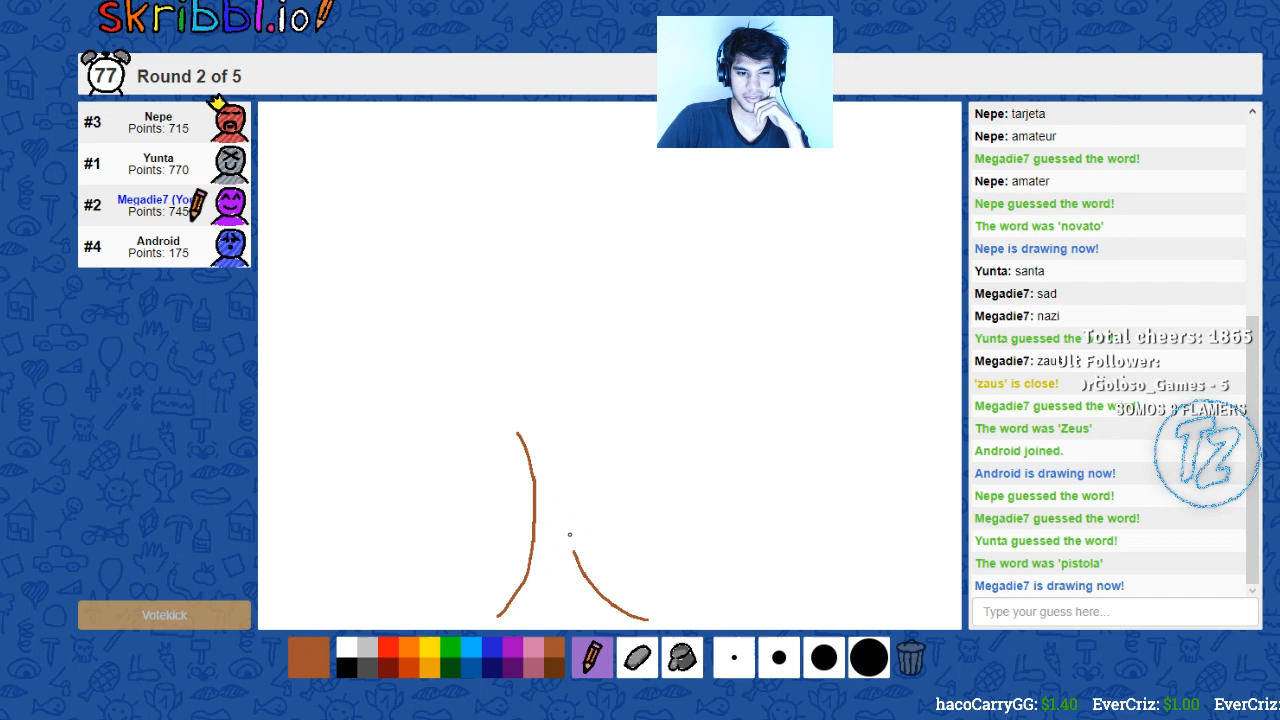 skribbl.io
77
Round 2 of 5
#3
Nepe
Points: 715
#1
Yunta
Points: 770
#2
Megadie7 (You
Points: 745
#4
Android
Points: 175
Votekick
Nepe: tarjeta
Nepe: amateur
Megadie7 guessed the word!
Nepe: amater
Nepe guessed the word!
The word was 'novato'
Nepe is drawing now!
Yunta: santa
Megadie7: sad
Megadie7: nazi
Yunta guessed the
Total cheers: 1865
Megadie7:
Ult Follower:
'zaus' is close!
Goloso_Games - 5
Megadie7 guessed the
SOMOS
FLAMERS
The word was 'Zeus'
Android joined.
TZ
Android is drawing now!
Nepe guessed the word!
Megadie7 guessed the word!
Yunta guessed the word!
The word was 'pistola'
Megadie7 is drawing now!
Type your guess here...
hacoCarryGG: $1.40 EverCriz: $1.00 EverCriz: